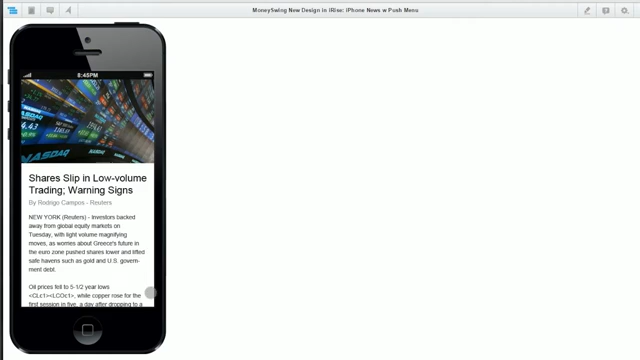 MoneySwing New Design in iRise: iPhone News w Push Menu
8:45PM
NASDAQ
4.43
NASDAQ
Shares Slip in Low-volume
Trading; Warning Signs
By Rodrigo Campos - Reuters
NEW YORK (Reuters) - Investors backed
away from global equity markets on
Tuesday, with light volume magnifying
moves, as worries about Greece's future in
the euro zone pushed shares lower and lifted
safe havens such as gold and U.S. govern-
ment debt.
Oil prices fell to 5-1/2 year lows
<CLc1><LCOc1>, while copper rose for the
first session in five, a day after dropping to a